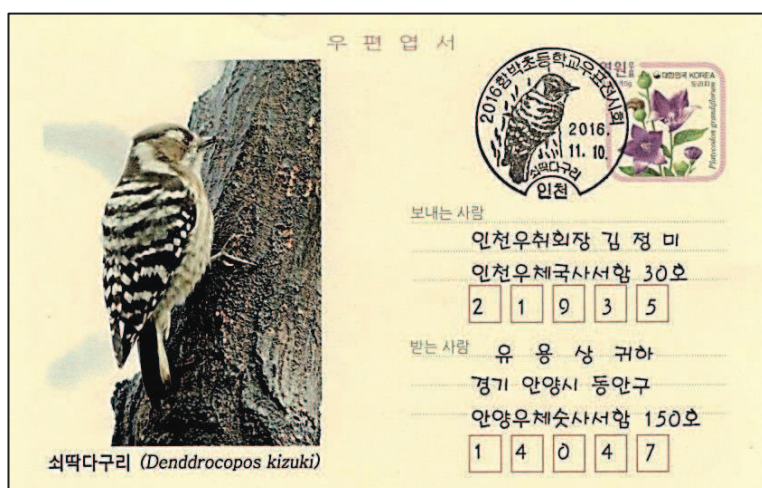 우 편 엽 서
2016함박초등학교우표전시회
2016.
11. 10.
쇠딱다구리
인천
영원우표
대한민국 KOREA
도라지
Platycodon grandiflorum
보내는 사람
인천우취회장 김 정 미
인천우체국사서함 30호
2 1 9 3 5
받는 사람 유 용 상 귀하
경기 안양시 동안구
안양우체숫사서함 150호
1 4 0 4 7
쇠딱다구리 (Denddrocopos kizuki)